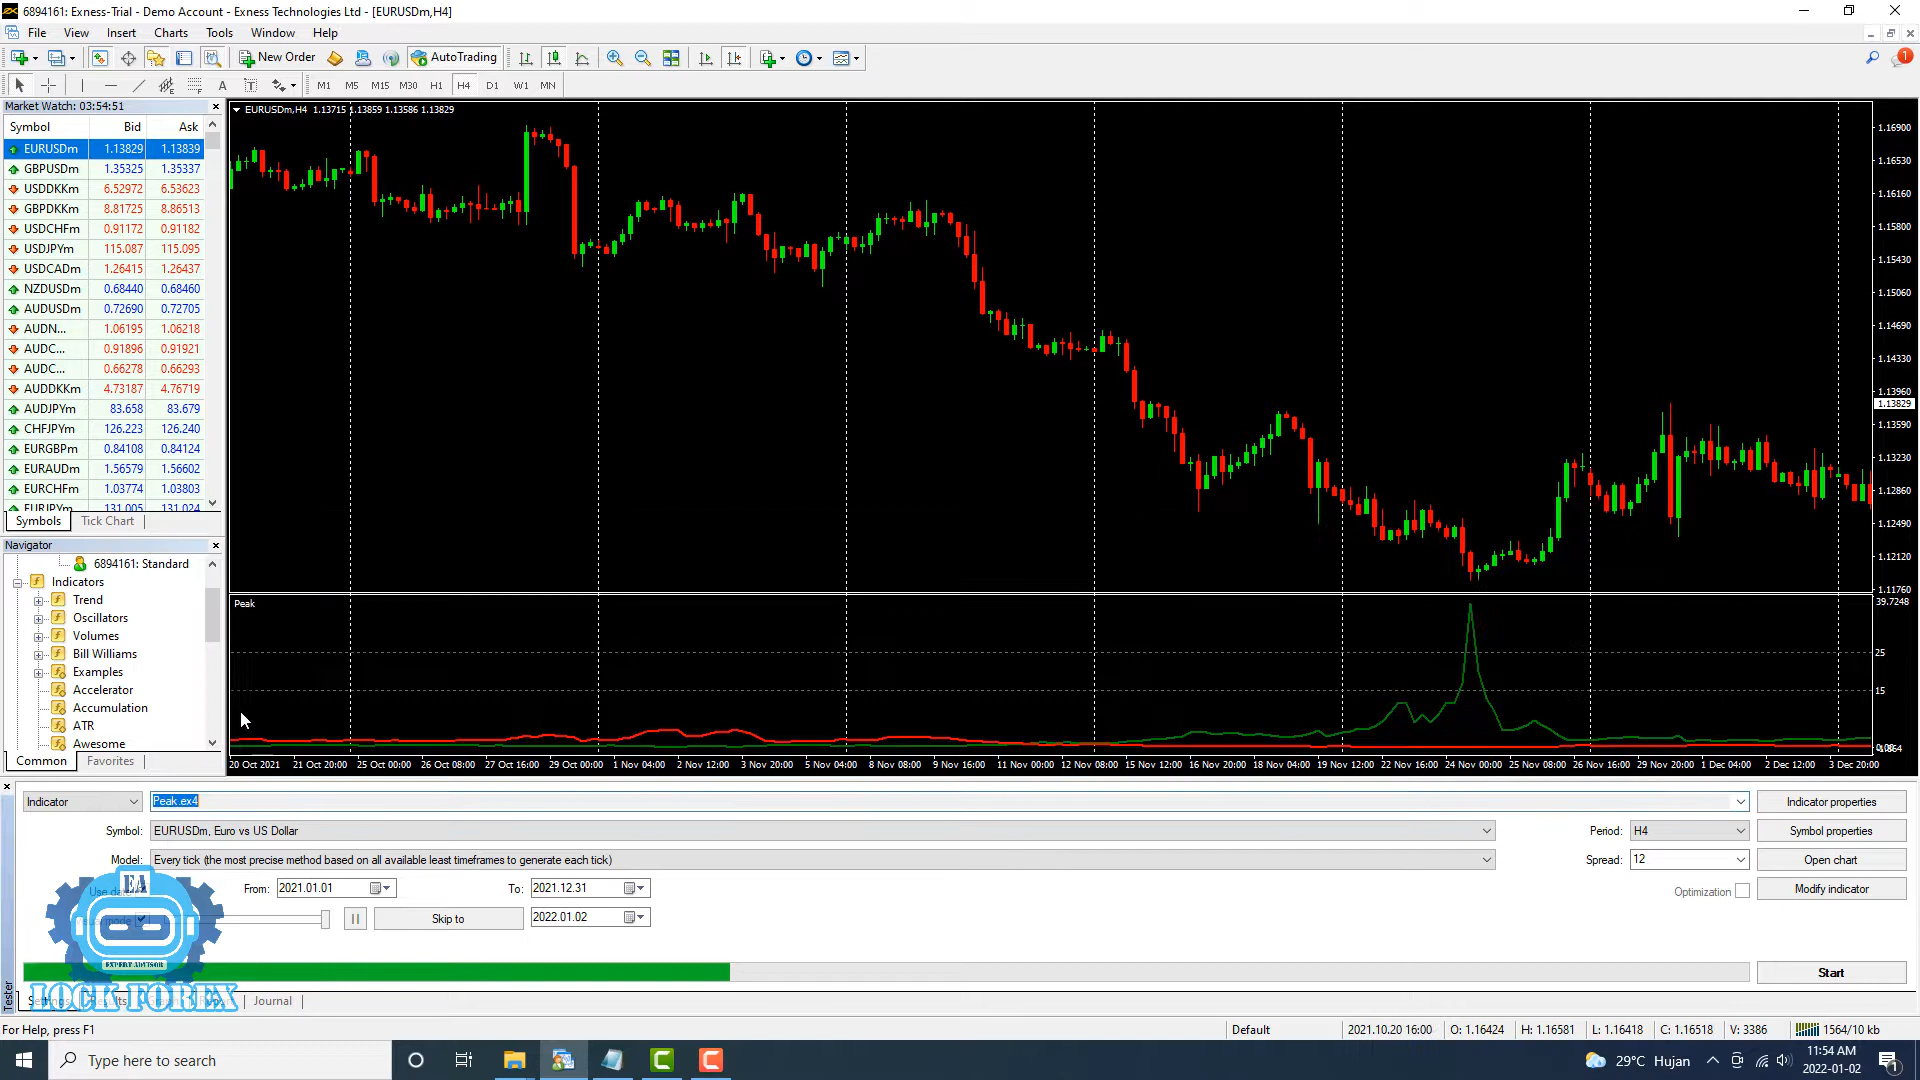 6894161: Exness-Trial - Demo Account - Exness Technologies Ltd - [EURUSDm,H4]
File View Insert Charts Tools Window Help
New Order AutoTrading
1
A T M1 M5 M15 M30 H1 H4 D1 W1 MN
Market Watch: 03:54:51
Symbol Bid Ask
EURUSDm 1.13829 1.13839
GBPUSDm 1.35325 1.35337
USDDKKm 6.52972 6.53623
GBPDKKm 8.81725 8.86513
USDCHFm 0.91172 0.91182
USDJPYm 115.087 115.095
USDCADm 1.26415 1.26437
NZDUSDm 0.68440 0.68460
AUDUSDm 0.72690 0.72705
AUDN... 1.06195 1.06218
AUDC... 0.91896 0.91921
AUDC... 0.66278 0.66293
AUDDKKm 4.73187 4.76719
AUDJPYm 83.658 83.679
CHFJPYm 126.223 126.240
EURGBPm 0.84108 0.84124
EURAUDm 1.56579 1.56602
EURCHFm 1.03774 1.03803
EURJPYm 131.005 131.024
Symbols Tick Chart
Navigator
6894161: Standard
Indicators
Trend
Oscillators
Volumes
Bill Williams
Examples
Accelerator
Accumulation
ATR
Awesome
Common Favorites
EURUSDm,H4 1.13715 1.13859 1.13586 1.13829
1.16900
1.16530
1.16160
1.15800
1.15430
1.15060
1.14690
1.14330
1.13960
1.13829
1.13590
1.13230
1.12860
1.12490
1.12120
1.11760
Peak
39.7248
25
15
20 Oct 2021 21 Oct 20:00 25 Oct 00:00 26 Oct 08:00 27 Oct 16:00 29 Oct 00:00 1 Nov 04:00 2 Nov 12:00 3 Nov 20:00 5 Nov 04:00 8 Nov 08:00 9 Nov 16:00 11 Nov 00:00 12 Nov 08:00 15 Nov 12:00 16 Nov 20:00 18 Nov 04:00 19 Nov 12:00 22 Nov 16:00 24 Nov 00:00 25 Nov 08:00 26 Nov 16:00 29 Nov 20:00 1 Dec 04:00 2 Dec 12:00 3 Dec 20:00
Indicator Peak.ex4 Indicator properties
Symbol: EURUSDm, Euro vs US Dollar Period: H4 Symbol properties
Model: Every tick (the most precise method based on all available least timeframes to generate each tick) Spread: 12 Open chart
Use date From: 2021.01.01 To: 2021.12.31 Optimization Modify indicator
Skip to 2022.01.02
EA
EXPERT ADVISOR
LOCK FOREX
Start
Tester
Settings Results Journal
For Help, press F1 Default 2021.10.20 16:00 O: 1.16424 H: 1.16581 L: 1.16418 C: 1.16518 V: 3386 1564/10 kb
Type here to search 29°C Hujan 11:54 AM
2022-01-02
1